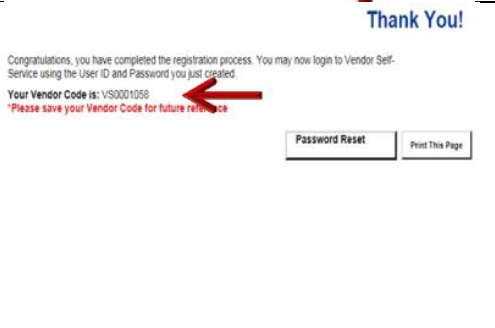 Thank You!
Congratulations, you have completed the registration process. You may now login to Vendor Self-
Service using the User ID and Password you just created.
Your Vendor Code is: VS0001058
*Please save your Vendor Code for future reference
Password Reset
Print This Page